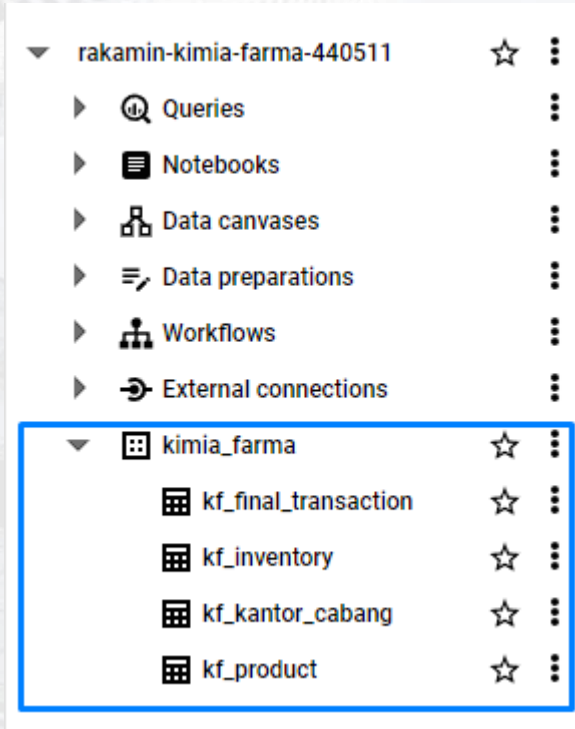 rakamin-kimia-farma-440511
Queries
Notebooks
Data canvases
Data preparations
Workflows
External connections
kimia_farma
kf_final_transaction
kf_inventory
kf_kantor_cabang
kf_product